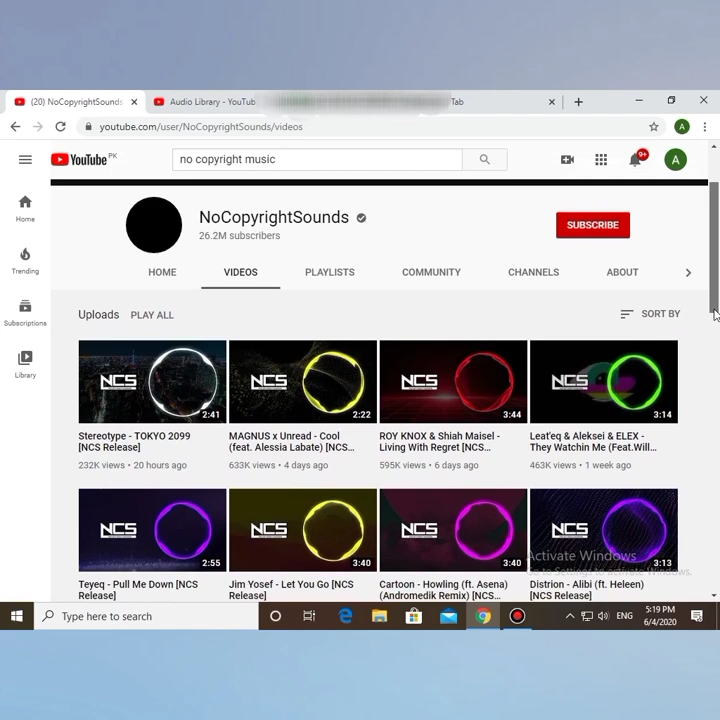 (20) NoCopyrightSounds
Audio Library - YouTub
Tab
youtube.com/user/NoCopyrightSounds/videos
YouTube PK
no copyright music
9+
A
Home
Trending
Subscriptions
Library
NoCopyrightSounds
26.2M subscribers
SUBSCRIBE
HOME VIDEOS PLAYLISTS COMMUNITY CHANNELS ABOUT
Uploads PLAY ALL SORT BY
NCS 2:41
NCS 2:22
NCS 3:44
NCS 3:14
Stereotype - TOKYO 2099
[NCS Release]
232K views • 20 hours ago
MAGNUS x Unread - Cool
(feat. Alessia Labate) [NCS...
633K views • 4 days ago
ROY KNOX & Shiah Maisel -
Living With Regret [NCS...
595K views • 6 days ago
Leat'eq & Aleksei & ELEX -
They Watchin Me (Feat.Will...
463K views • 1 week ago
NCS 2:55
NCS 3:40
NCS 3:40
NCS 3:13
Teyeq - Pull Me Down [NCS
Release]
Jim Yosef - Let You Go [NCS
Release]
Cartoon - Howling (ft. Asena)
(Andromedik Remix) [NCS...
Distrion - Alibi (ft. Heleen)
[NCS Release]
Activate Windows
Go to Settings to activate Windows.
Type here to search
ENG
5:19 PM
6/4/2020